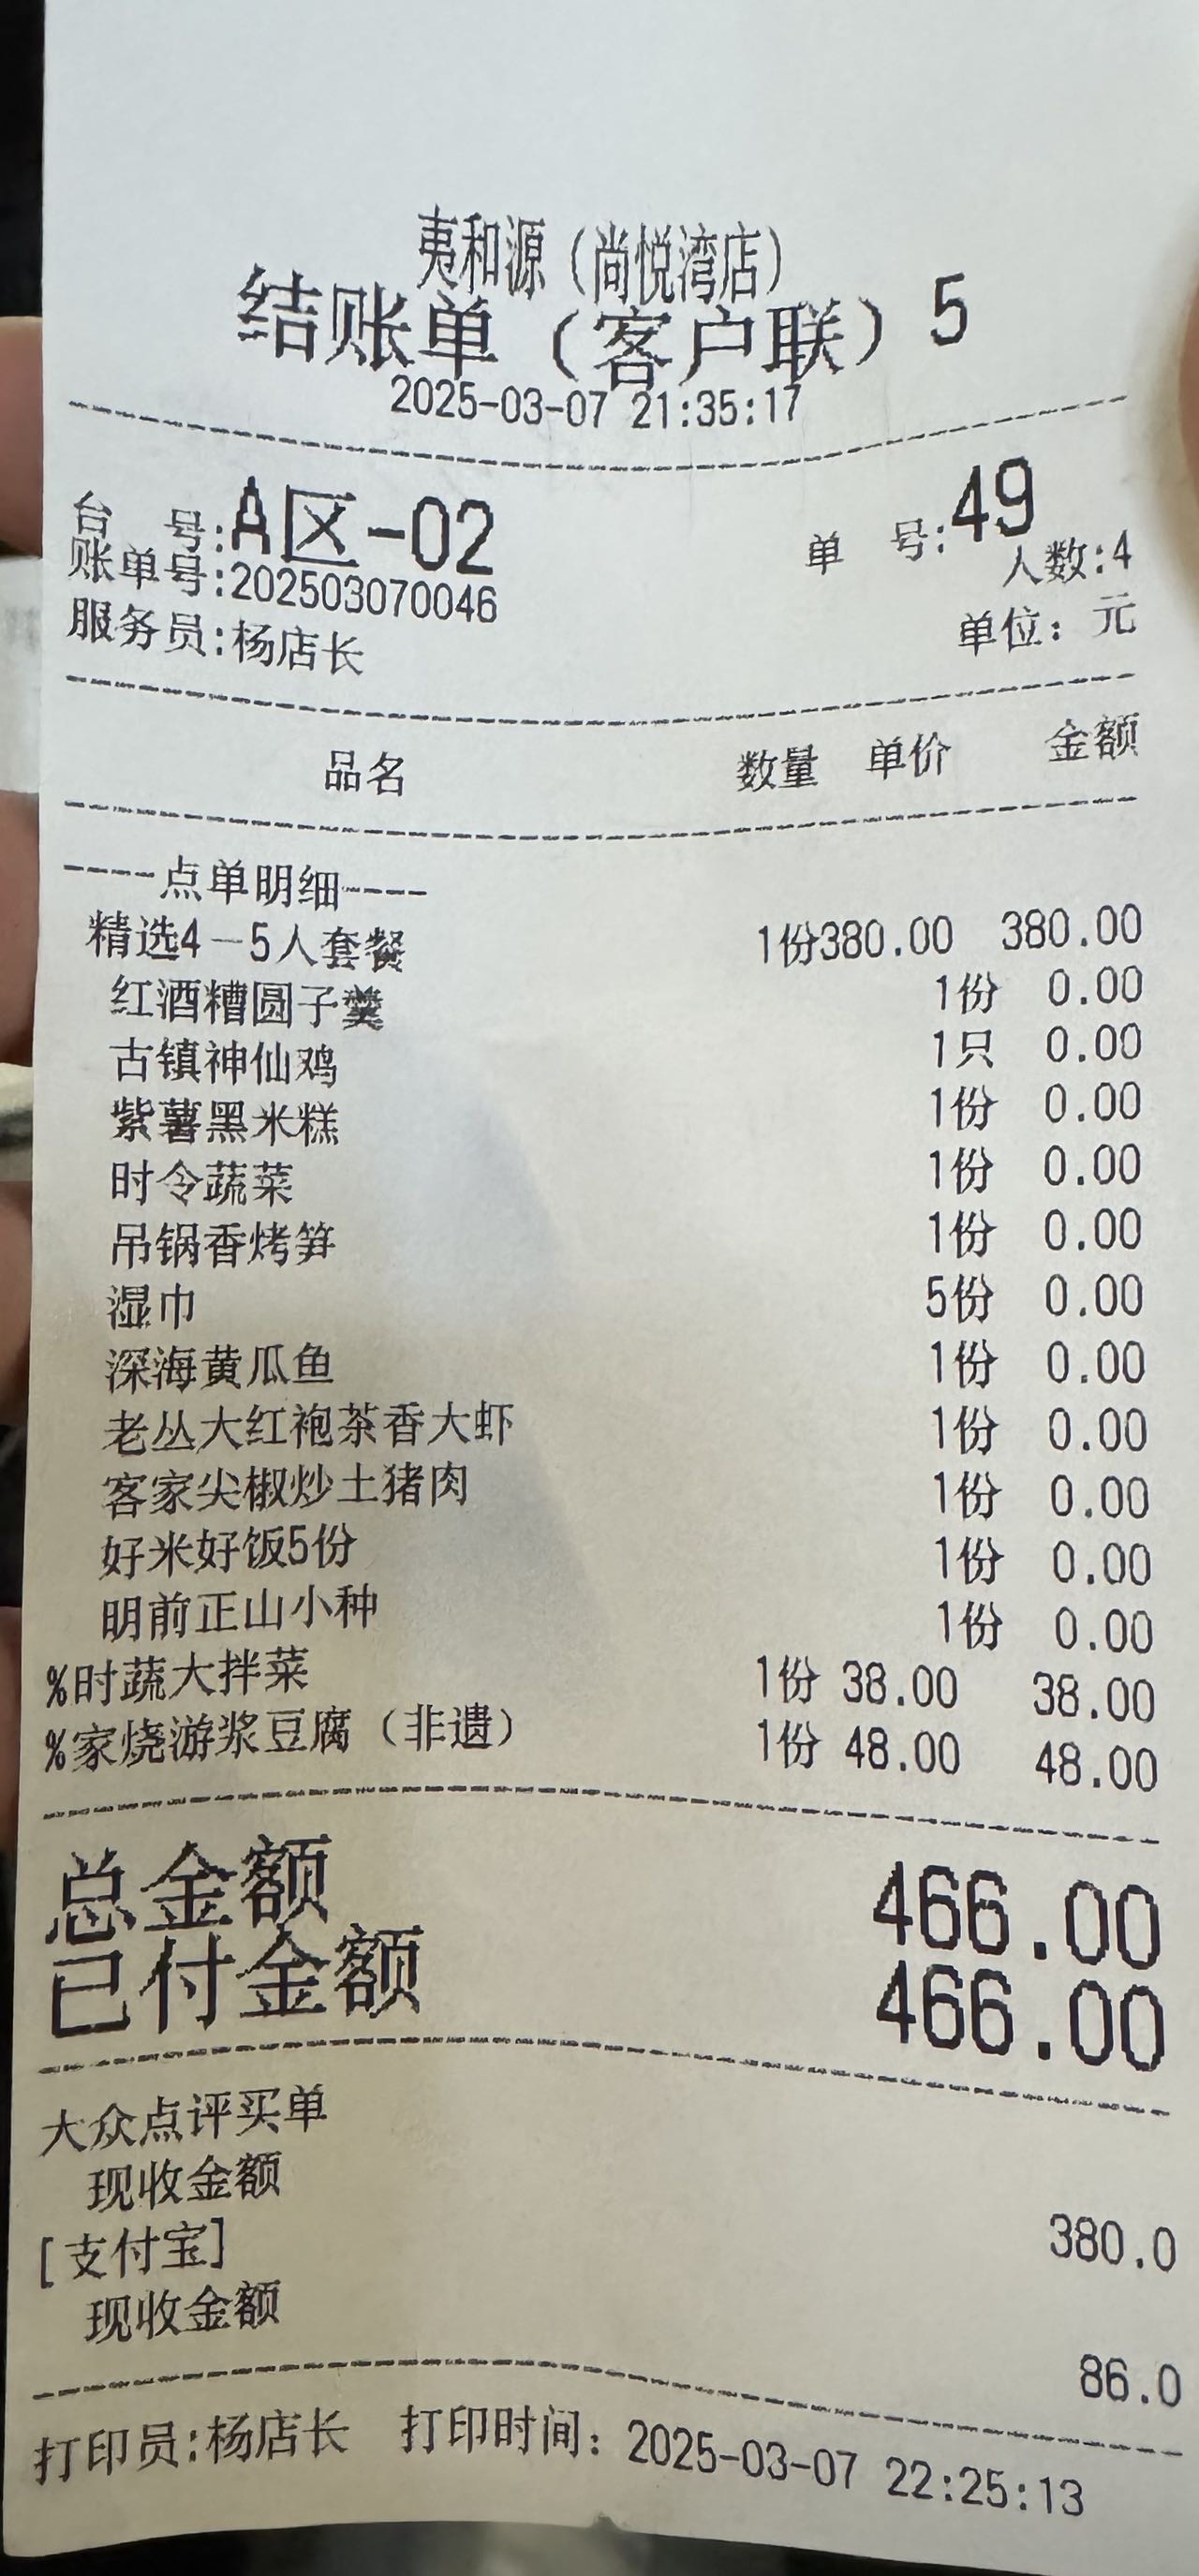 夷和源（尚悦湾店）
结账单（客户联）5
2025-03-07 21:35:17
台 号:A区-02 单 号:49
账单号:202503070046 人数:4
服务员:杨店长 单位：元
品名 数量 单价 金额
----点单明细----
精选4－5人套餐 1份380.00 380.00
红酒糟圆子羹 1份 0.00
古镇神仙鸡 1只 0.00
紫薯黑米糕 1份 0.00
时令蔬菜 1份 0.00
吊锅香烤笋 1份 0.00
湿巾 5份 0.00
深海黄瓜鱼 1份 0.00
老丛大红袍茶香大虾 1份 0.00
客家尖椒炒土猪肉 1份 0.00
好米好饭5份 1份 0.00
明前正山小种 1份 0.00
%时蔬大拌菜 1份 38.00 38.00
%家烧游浆豆腐（非遗） 1份 48.00 48.00
总金额 466.00
已付金额 466.00
大众点评买单
现收金额 380.0
[支付宝]
现收金额 86.0
打印员:杨店长 打印时间：2025-03-07 22:25:13